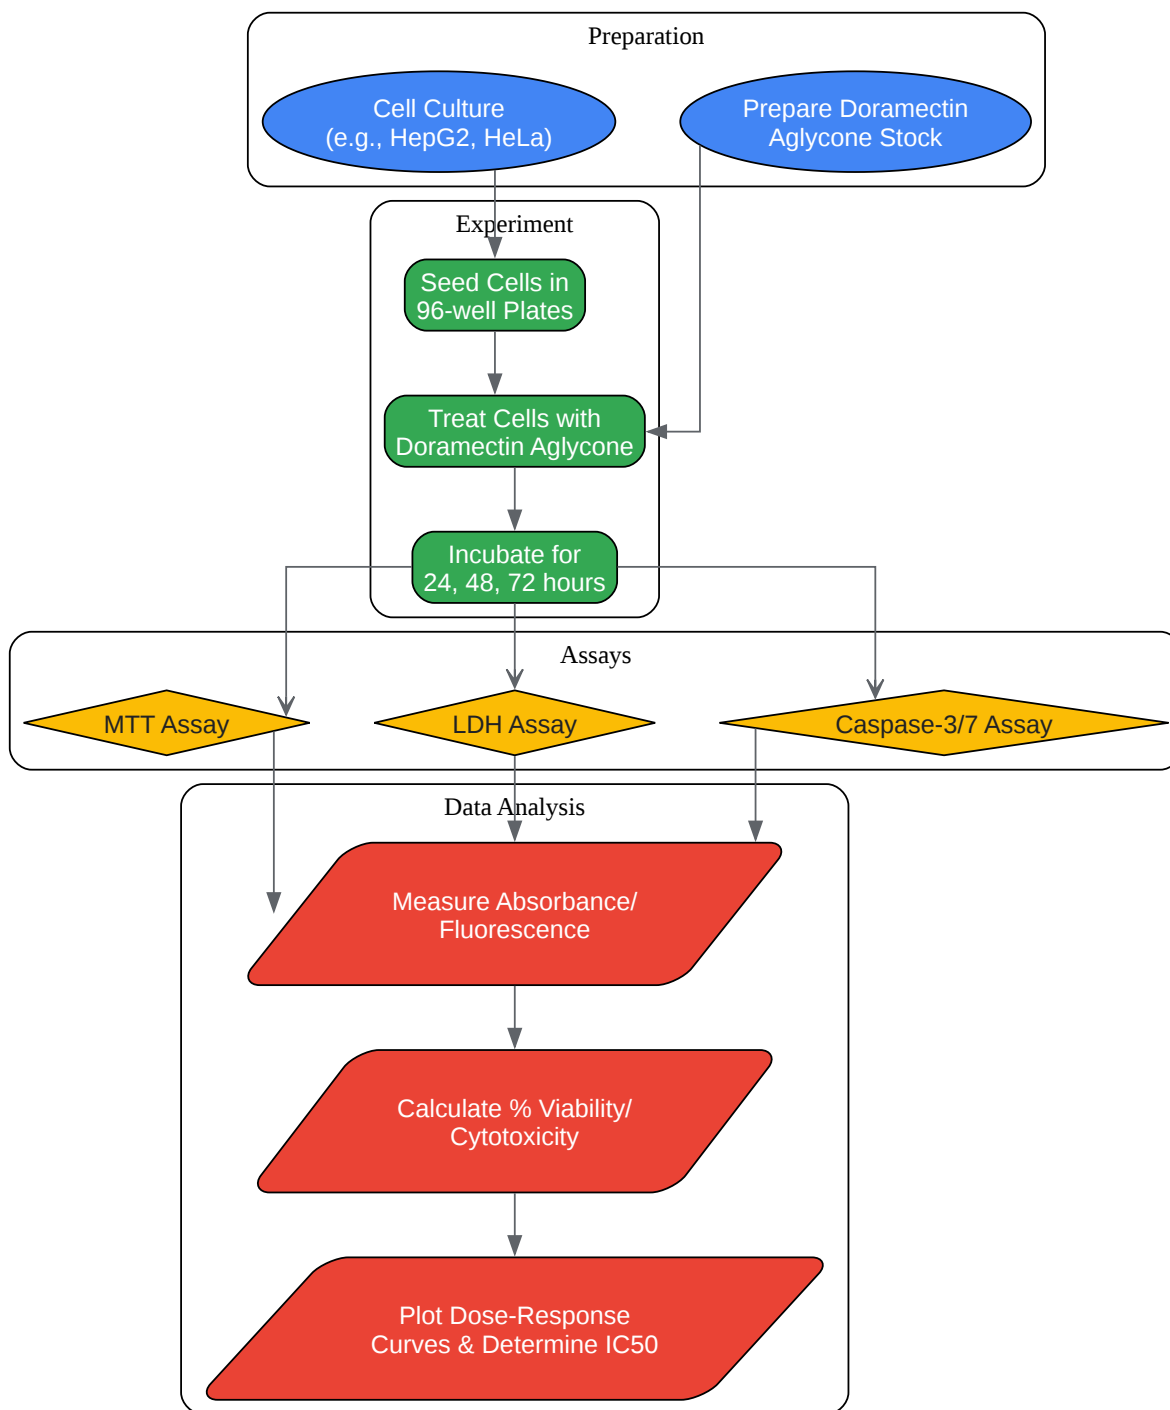 Preparation
Cell Culture
(e.g., HepG2, HeLa)
Prepare Doramectin
Aglycone Stock
Experiment
Seed Cells in
96-well Plates
Treat Cells with
Doramectin Aglycone
Incubate for
24, 48, 72 hours
Assays
MTT Assay
LDH Assay
Caspase-3/7 Assay
Data Analysis
Measure Absorbance/
Fluorescence
Calculate % Viability/
Cytotoxicity
Plot Dose-Response
Curves & Determine IC50